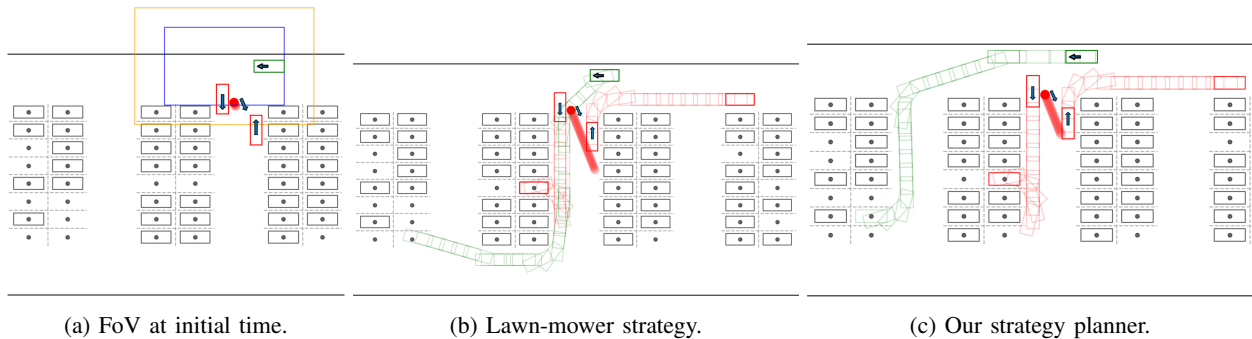 (a) FoV at initial time.
(b) Lawn-mower strategy.
(c) Our strategy planner.